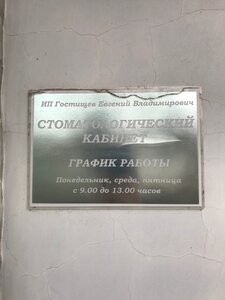 ИП Гостищев Евгений Владимирович
СТОМАТОЛОГИЧЕСКИЙ
КАБИНЕТ
ГРАФИК РАБОТЫ
Понедельник, среда, пятница
с 9.00 до 13.00 часов